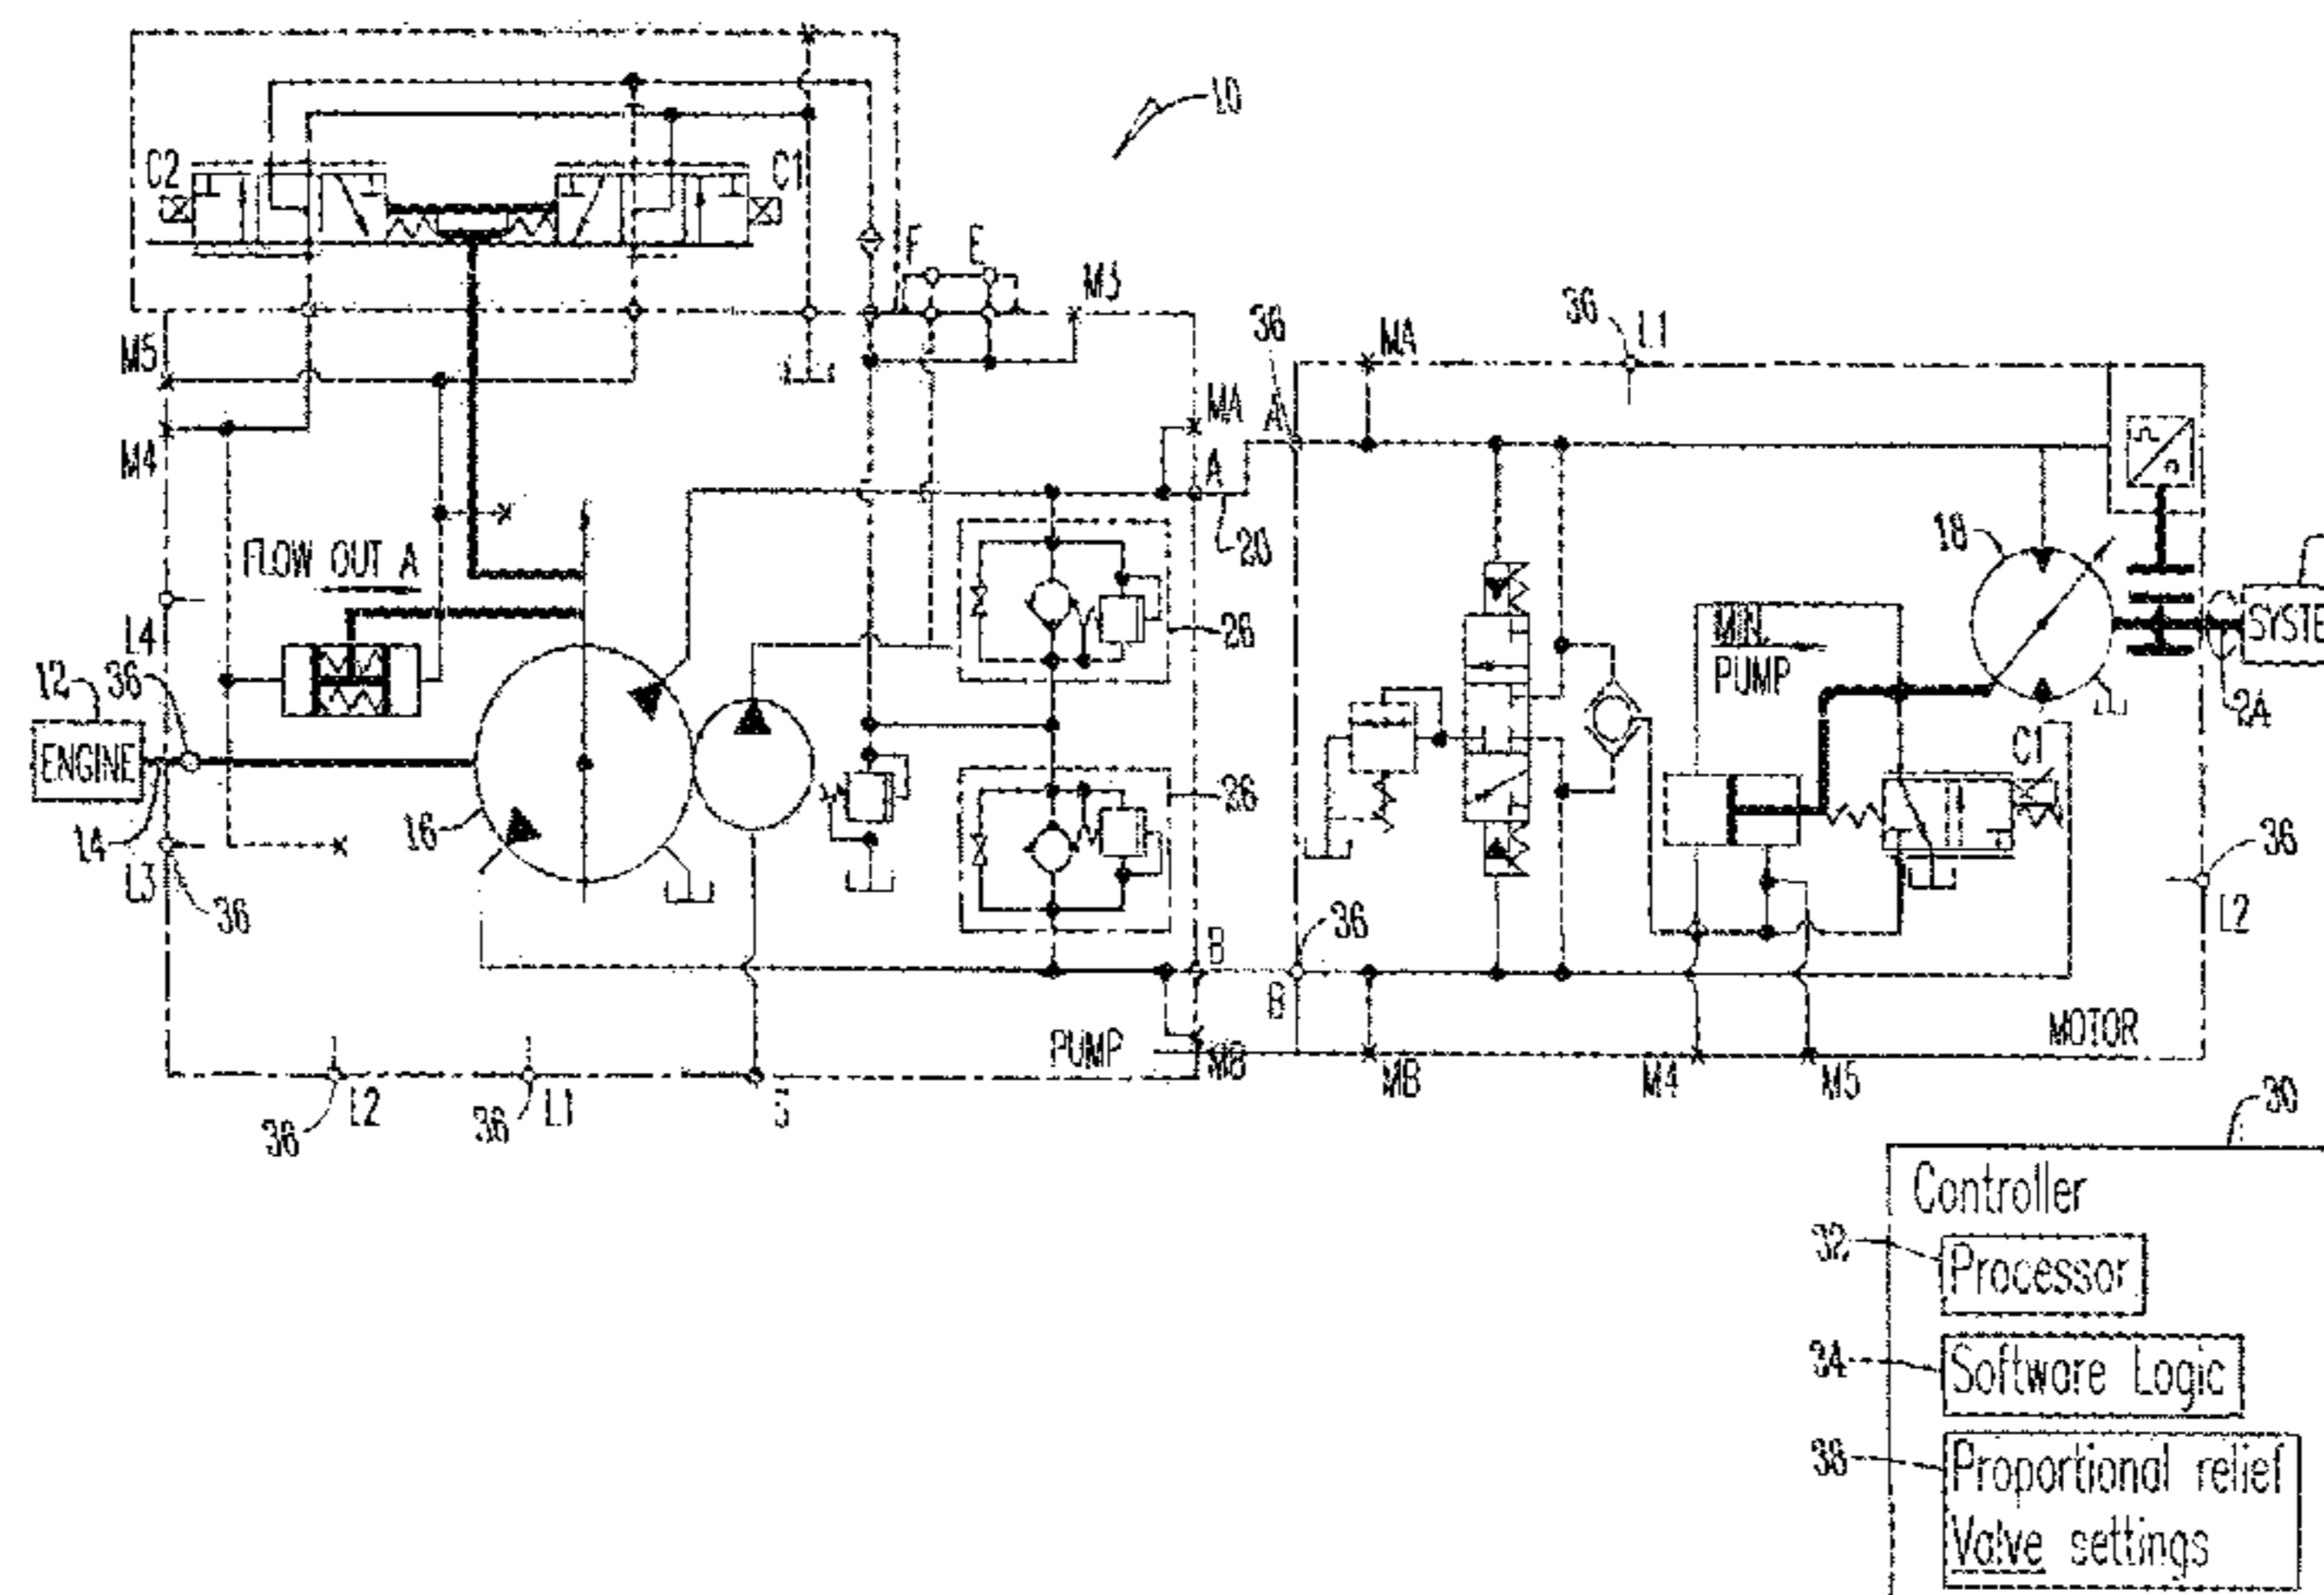 10
C2
C1
F
E
M3
M5
M4
36
MA
L1
A
MA
A
20
FLOW OUT A
L4
26
18
SYSTE
24
MIN.
PUMP
12
36
ENGINE
14
16
26
C1
L3
36
36
L2
36
B
B
PUMP
MB
MOTOR
MB
M4
M5
36
L2
36
L1
S
30
Controller
32
Processor
34
Software Logic
38
Proportional relief
Valve settings